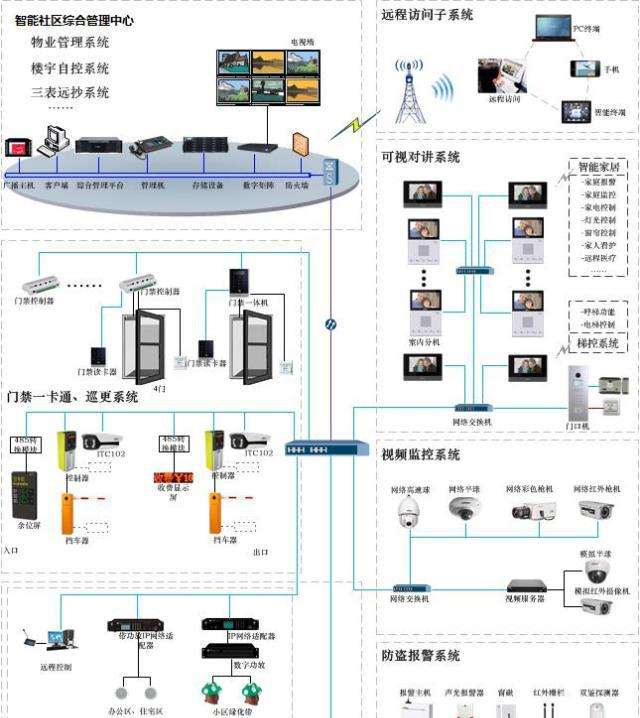 智能社区综合管理中心
物业管理系统
楼宇自控系统
三表远抄系统
......
电视墙
广播主机
客户端
综合管理平台
管理机
存储设备
数字矩阵
防火墙
远程访问子系统
PC终端
手机
远程访问
智能终端
可视对讲系统
智能家居
-家庭报警
-家庭监控
-家电控制
-灯光控制
-窗帘控制
-家人看护
-远程医疗
......
室内分机
-呼梯功能
-电梯控制
梯控系统
网络交换机
门口机
门禁控制器
......
门禁控制器
门禁一体机
门禁读卡器
门禁读卡器
4门
门禁一卡通、巡更系统
485转
换模块
ITC102
485转
换模块
ITC102
控制器
收费￥10
收费显示
屏
控制器
余位屏
挡车器
挡车器
入口
出口
视频监控系统
网络高速球
网络半球
网络彩色枪机
网络红外枪机
模拟半球
网络交换机
视频服务器
模拟红外摄像机
远程控制
带功放IP网络适
配器
IP网络适配器
数字功放
办公区、住宅区
小区绿化带
防盗报警系统
报警主机
声光报警器
窗磁
红外栅栏
双鉴探测器